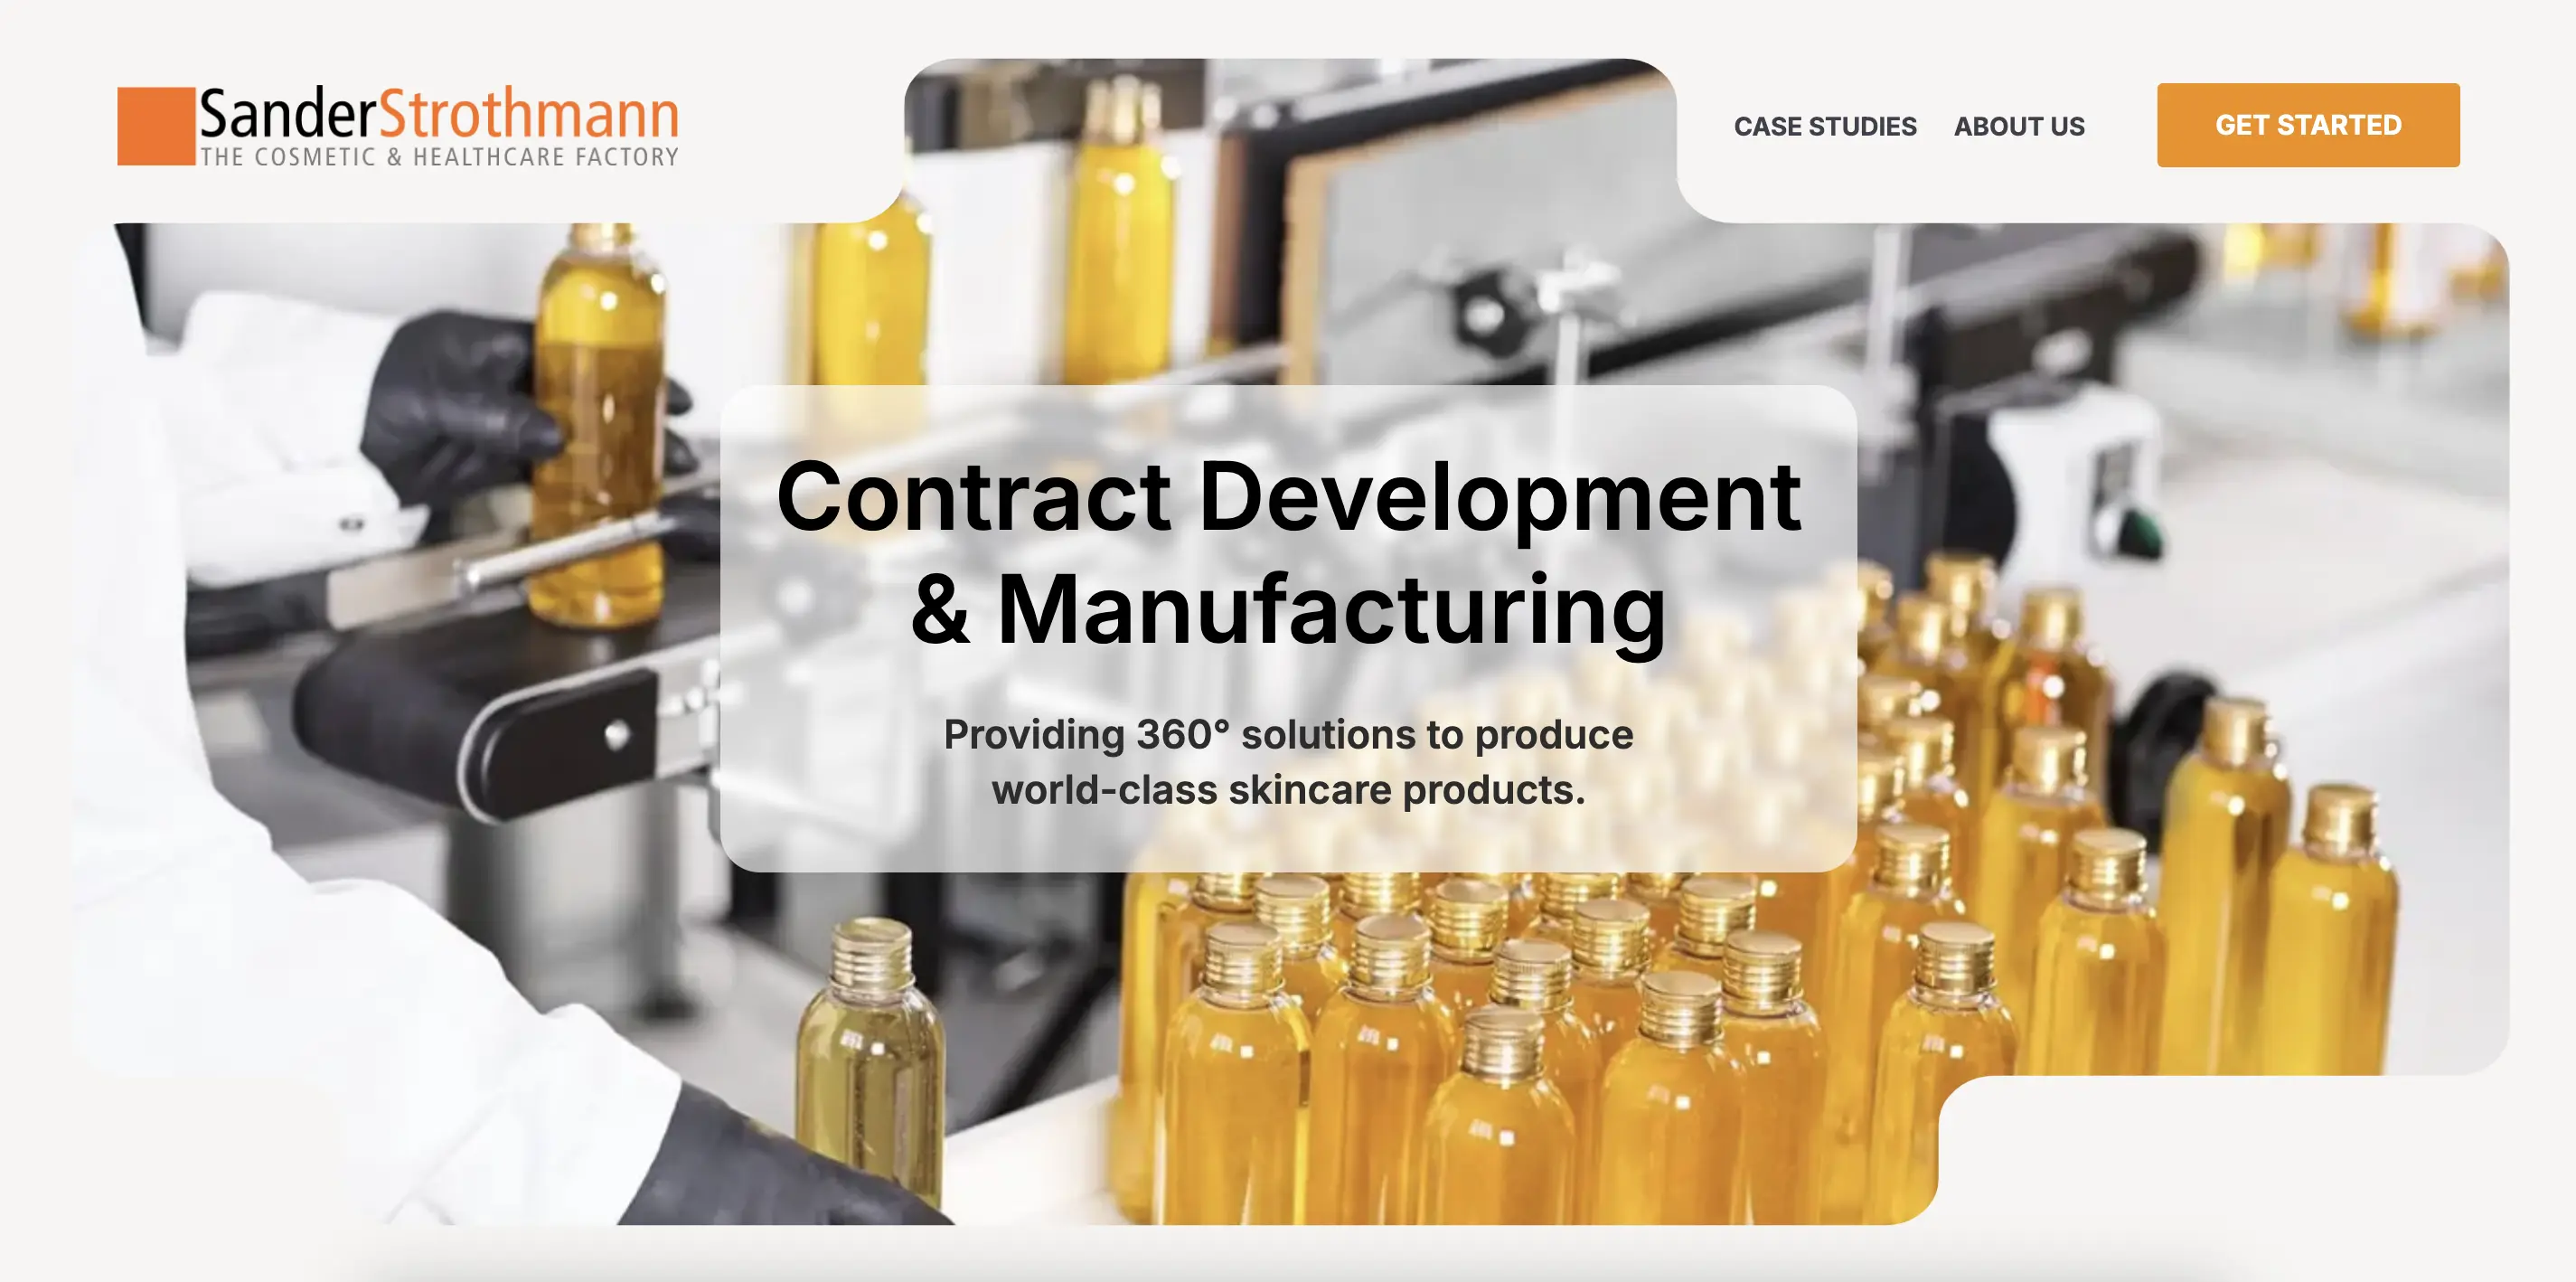 SanderStrothmann
THE COSMETIC & HEALTHCARE FACTORY
CASE STUDIES
ABOUT US
GET STARTED
Contract Development
& Manufacturing
Providing 360° solutions to produce
world-class skincare products.